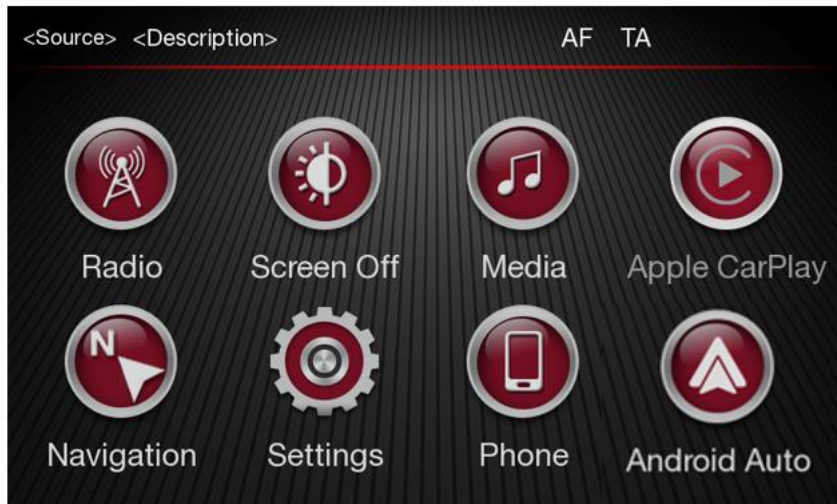 <Source> <Description> AF TA
Radio Screen Off Media Apple CarPlay
N
Navigation Settings Phone Android Auto